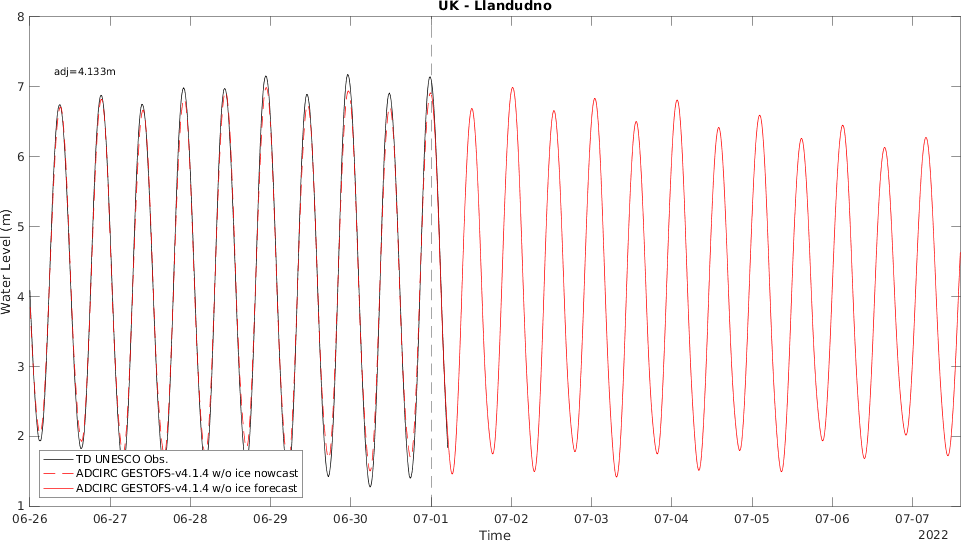 UK - Llandudno
8
adj=4.133m
7
6
5
4
3
2
1
Water Level (m)
TD UNESCO Obs.
ADCIRC GESTOFS-v4.1.4 w/o ice nowcast
ADCIRC GESTOFS-v4.1.4 w/o ice forecast
06-26 06-27 06-28 06-29 06-30 07-01 07-02 07-03 07-04 07-05 07-06 07-07
Time
2022